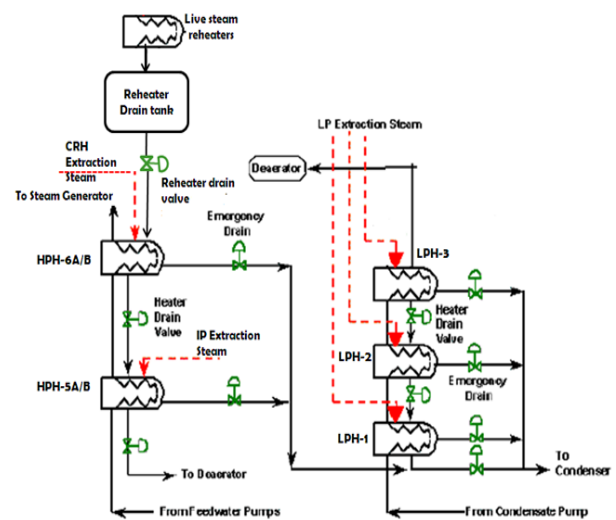 Live steam
reheaters
Reheater
Drain tank
CRH
Extraction
Steam
To Steam Generator
Reheater drain
valve
LP Extraction Steam
Deaerator
Emergency
Drain
HPH-6A/B
LPH-3
Heater
Drain
Valve
Heater
Drain
Valve
IP Extraction
Steam
LPH-2
Emergency
Drain
HPH-5A/B
LPH-1
To Deaerator
To
Condenser
From Feedwater Pumps
From Condensate Pump